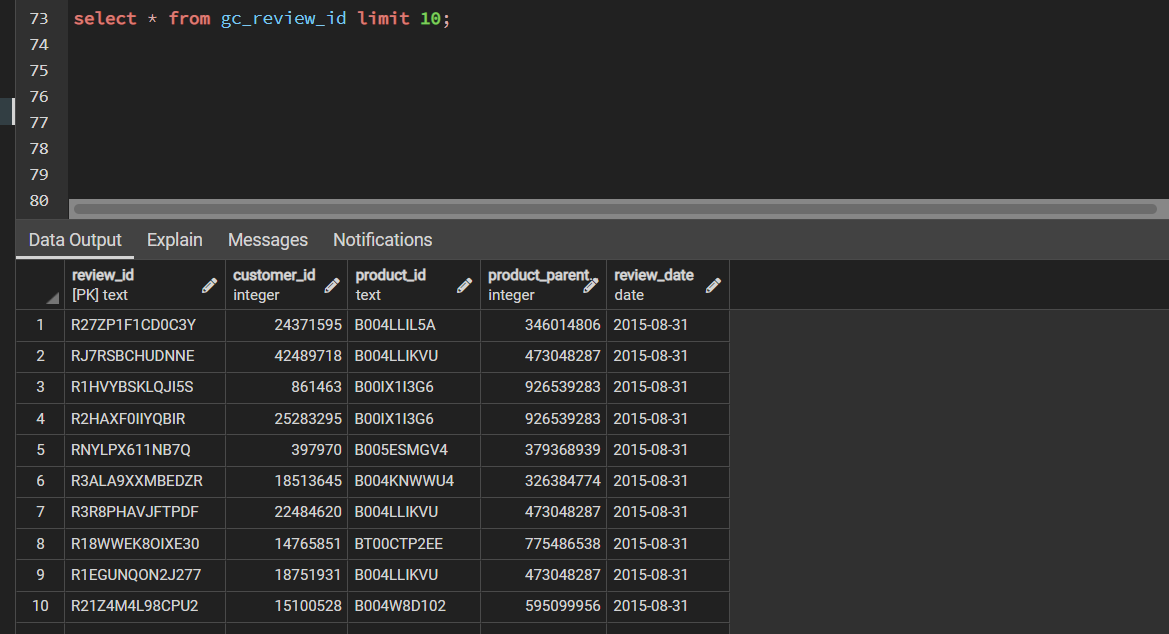 73 select * from gc_review_id limit 10;
74
75
76
77
78
79
80
Data Output Explain Messages Notifications
review_id customer_id product_id product_parent review_date
[PK] text integer text integer date
1 R27ZP1F1CD0C3Y 24371595 B004LLIL5A 346014806 2015-08-31
2 RJ7RSBCHUDNNE 42489718 B004LLIKVU 473048287 2015-08-31
3 R1HVYBSKLQJI5S 861463 B00IX1I3G6 926539283 2015-08-31
4 R2HAXF0IIYQBIR 25283295 B00IX1I3G6 926539283 2015-08-31
5 RNYLPX611NB7Q 397970 B005ESMGV4 379368939 2015-08-31
6 R3ALA9XXMBEDZR 18513645 B004KNWWU4 326384774 2015-08-31
7 R3R8PHAVJFTPDF 22484620 B004LLIKVU 473048287 2015-08-31
8 R18WWEK8OIXE30 14765851 BT00CTP2EE 775486538 2015-08-31
9 R1EGUNQON2J277 18751931 B004LLIKVU 473048287 2015-08-31
10 R21Z4M4L98CPU2 15100528 B004W8D102 595099956 2015-08-31